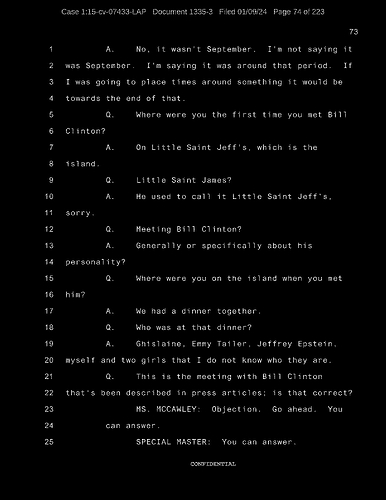 Case 1:15-cv-07433-LAP Document 1335-3 Filed 01/09/24 Page 74 of 223
73
1 A. No, it wasn't September. I'm not saying it
2 was September. I'm saying it was around that period. If
3 I was going to place times around something it would be
4 towards the end of that.
5 Q. Where were you the first time you met Bill
6 Clinton?
7 A. On Little Saint Jeff's, which is the
8 island.
9 Q. Little Saint James?
10 A. He used to call it Little Saint Jeff's,
11 sorry.
12 Q. Meeting Bill Clinton?
13 A. Generally or specifically about his
14 personality?
15 Q. Where were you on the island when you met
16 him?
17 A. We had a dinner together.
18 Q. Who was at that dinner?
19 A. Ghislaine, Emmy Tailer, Jeffrey Epstein,
20 myself and two girls that I do not know who they are.
21 Q. This is the meeting with Bill Clinton
22 that's been described in press articles; is that correct?
23 MS. MCCAWLEY: Objection. Go ahead. You
24 can answer.
25 SPECIAL MASTER: You can answer.
CONFIDENTIAL